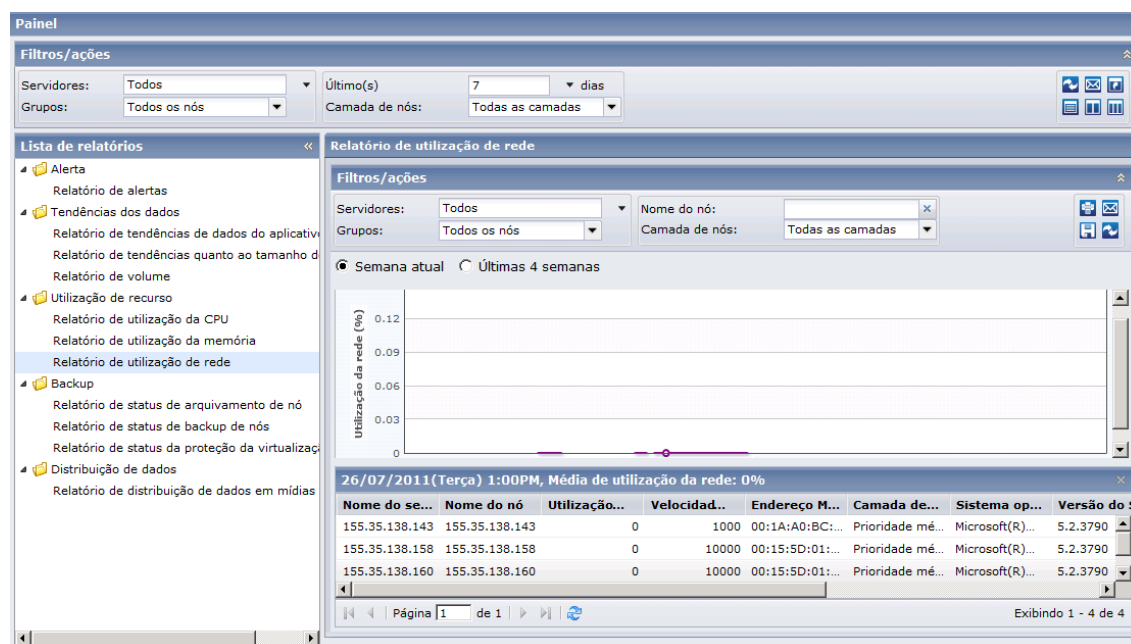 Painel
Filtros/ações
Servidores: Todos Último(s) 7 dias
Grupos: Todos os nós Camada de nós: Todas as camadas
Lista de relatórios
Alerta
Relatório de alertas
Tendências dos dados
Relatório de tendências de dados do aplicativ
Relatório de tendências quanto ao tamanho d
Relatório de volume
Utilização de recurso
Relatório de utilização da CPU
Relatório de utilização da memória
Relatório de utilização de rede
Backup
Relatório de status de arquivamento de nó
Relatório de status de backup de nós
Relatório de status da proteção da virtualizaç
Distribuição de dados
Relatório de distribuição de dados em mídias
Relatório de utilização de rede
Filtros/ações
Servidores: Todos Nome do nó:
Grupos: Todos os nós Camada de nós: Todas as camadas
Semana atual Últimas 4 semanas
Utilização da rede (%)
0.12
0.09
0.06
0.03
0
26/07/2011(Terça) 1:00PM, Média de utilização da rede: 0%
Nome do se... Nome do nó Utilização... Velocidad... Endereço M... Camada de... Sistema op... Versão do S
155.35.138.143 155.35.138.143 0 1000 00:1A:A0:BC:... Prioridade mé... Microsoft(R)... 5.2.3790
155.35.138.158 155.35.138.158 0 10000 00:15:5D:01:... Prioridade mé... Microsoft(R)... 5.2.3790
155.35.138.160 155.35.138.160 0 10000 00:15:5D:01:... Prioridade mé... Microsoft(R)... 5.2.3790
Página 1 de 1 Exibindo 1 - 4 de 4